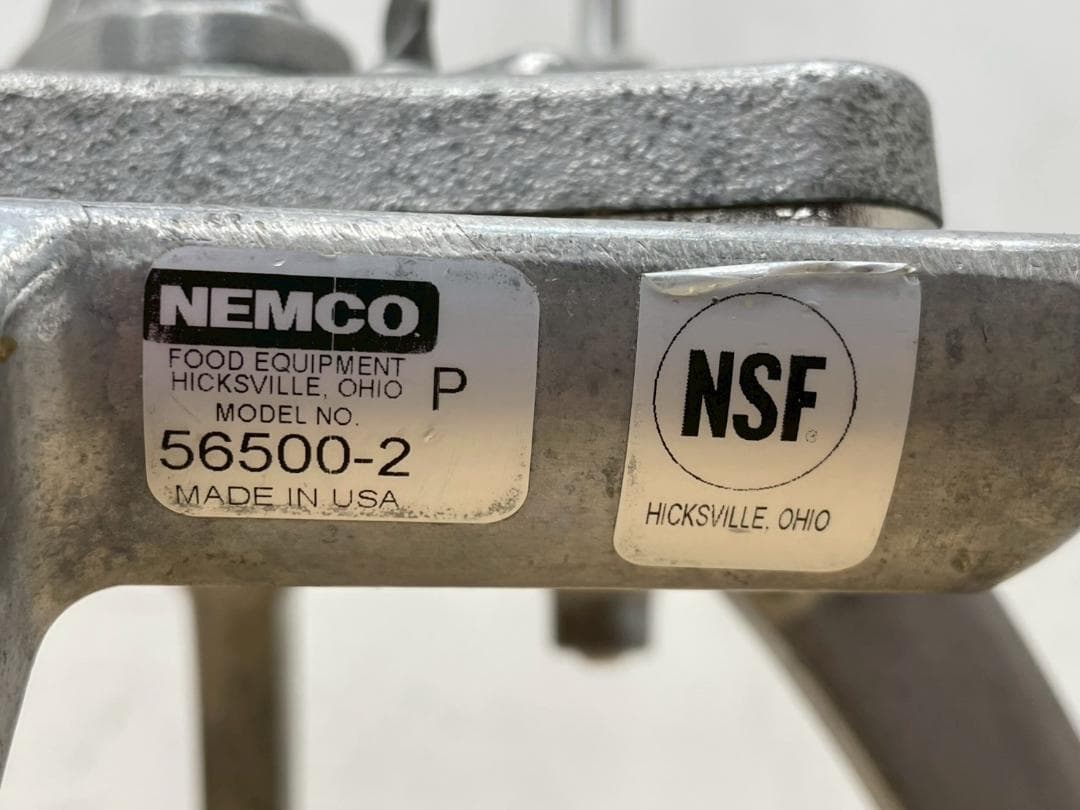 NEMCO
FOOD EQUIPMENT
HICKSVILLE, OHIO
P
MODEL NO.
56500-2
MADE IN USA
NSF®
HICKSVILLE, OHIO